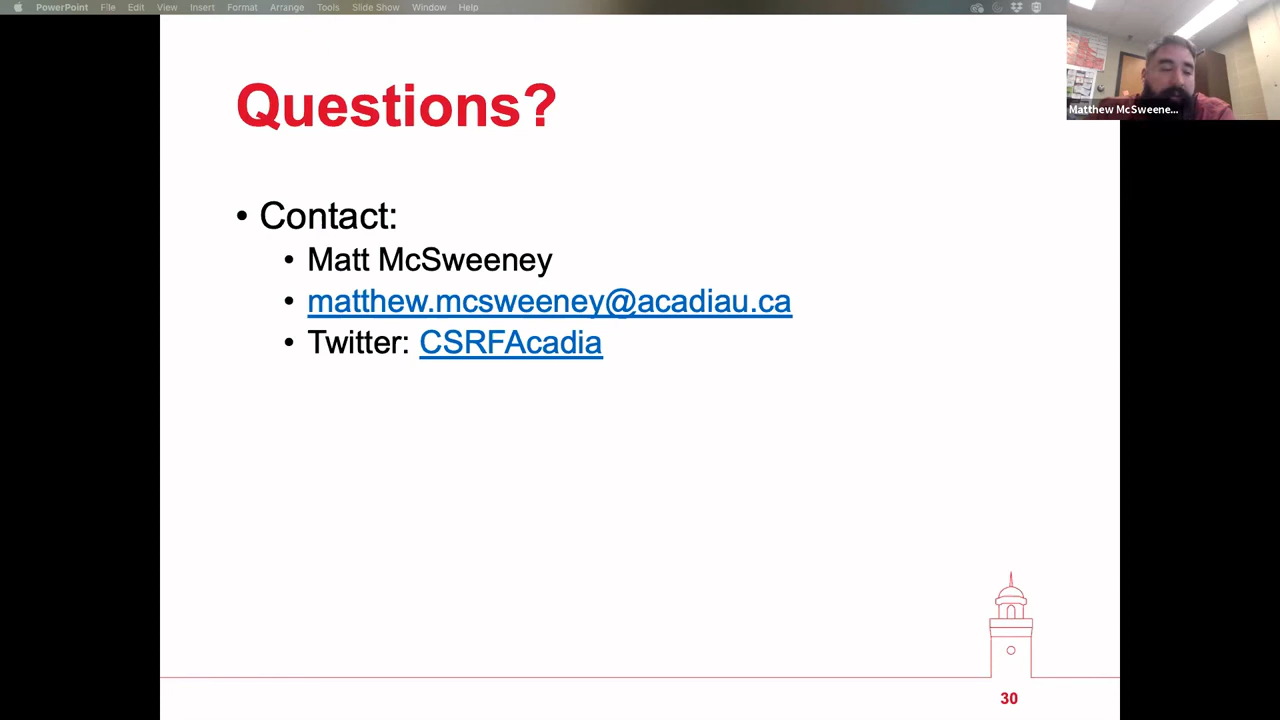 PowerPoint File Edit View Insert Format Arrange Tools Slide Show Window Help
Matthew McSweene...
Questions?
• Contact:
• Matt McSweeney
• matthew.mcsweeney@acadiau.ca
• Twitter: CSRFAcadia
30